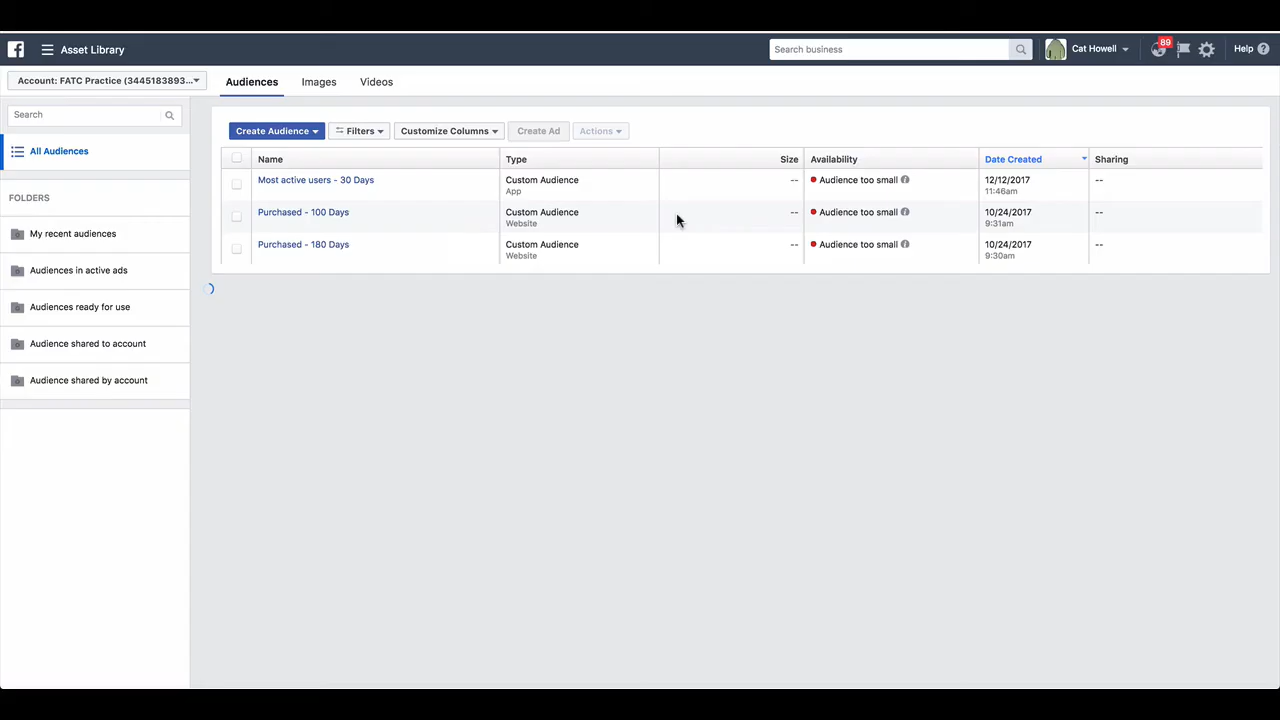 Asset Library
Search business
Cat Howell
89
Help
Account: FATC Practice (3445183893...
Audiences
Images
Videos
Search
Create Audience
Filters
Customize Columns
Create Ad
Actions
All Audiences
Name
Type
Size
Availability
Date Created
Sharing
Most active users - 30 Days
Custom Audience
App
--
Audience too small
12/12/2017
11:46am
--
FOLDERS
Purchased - 100 Days
Custom Audience
Website
--
Audience too small
10/24/2017
9:31am
--
My recent audiences
Purchased - 180 Days
Custom Audience
Website
--
Audience too small
10/24/2017
9:30am
--
Audiences in active ads
Audiences ready for use
Audience shared to account
Audience shared by account